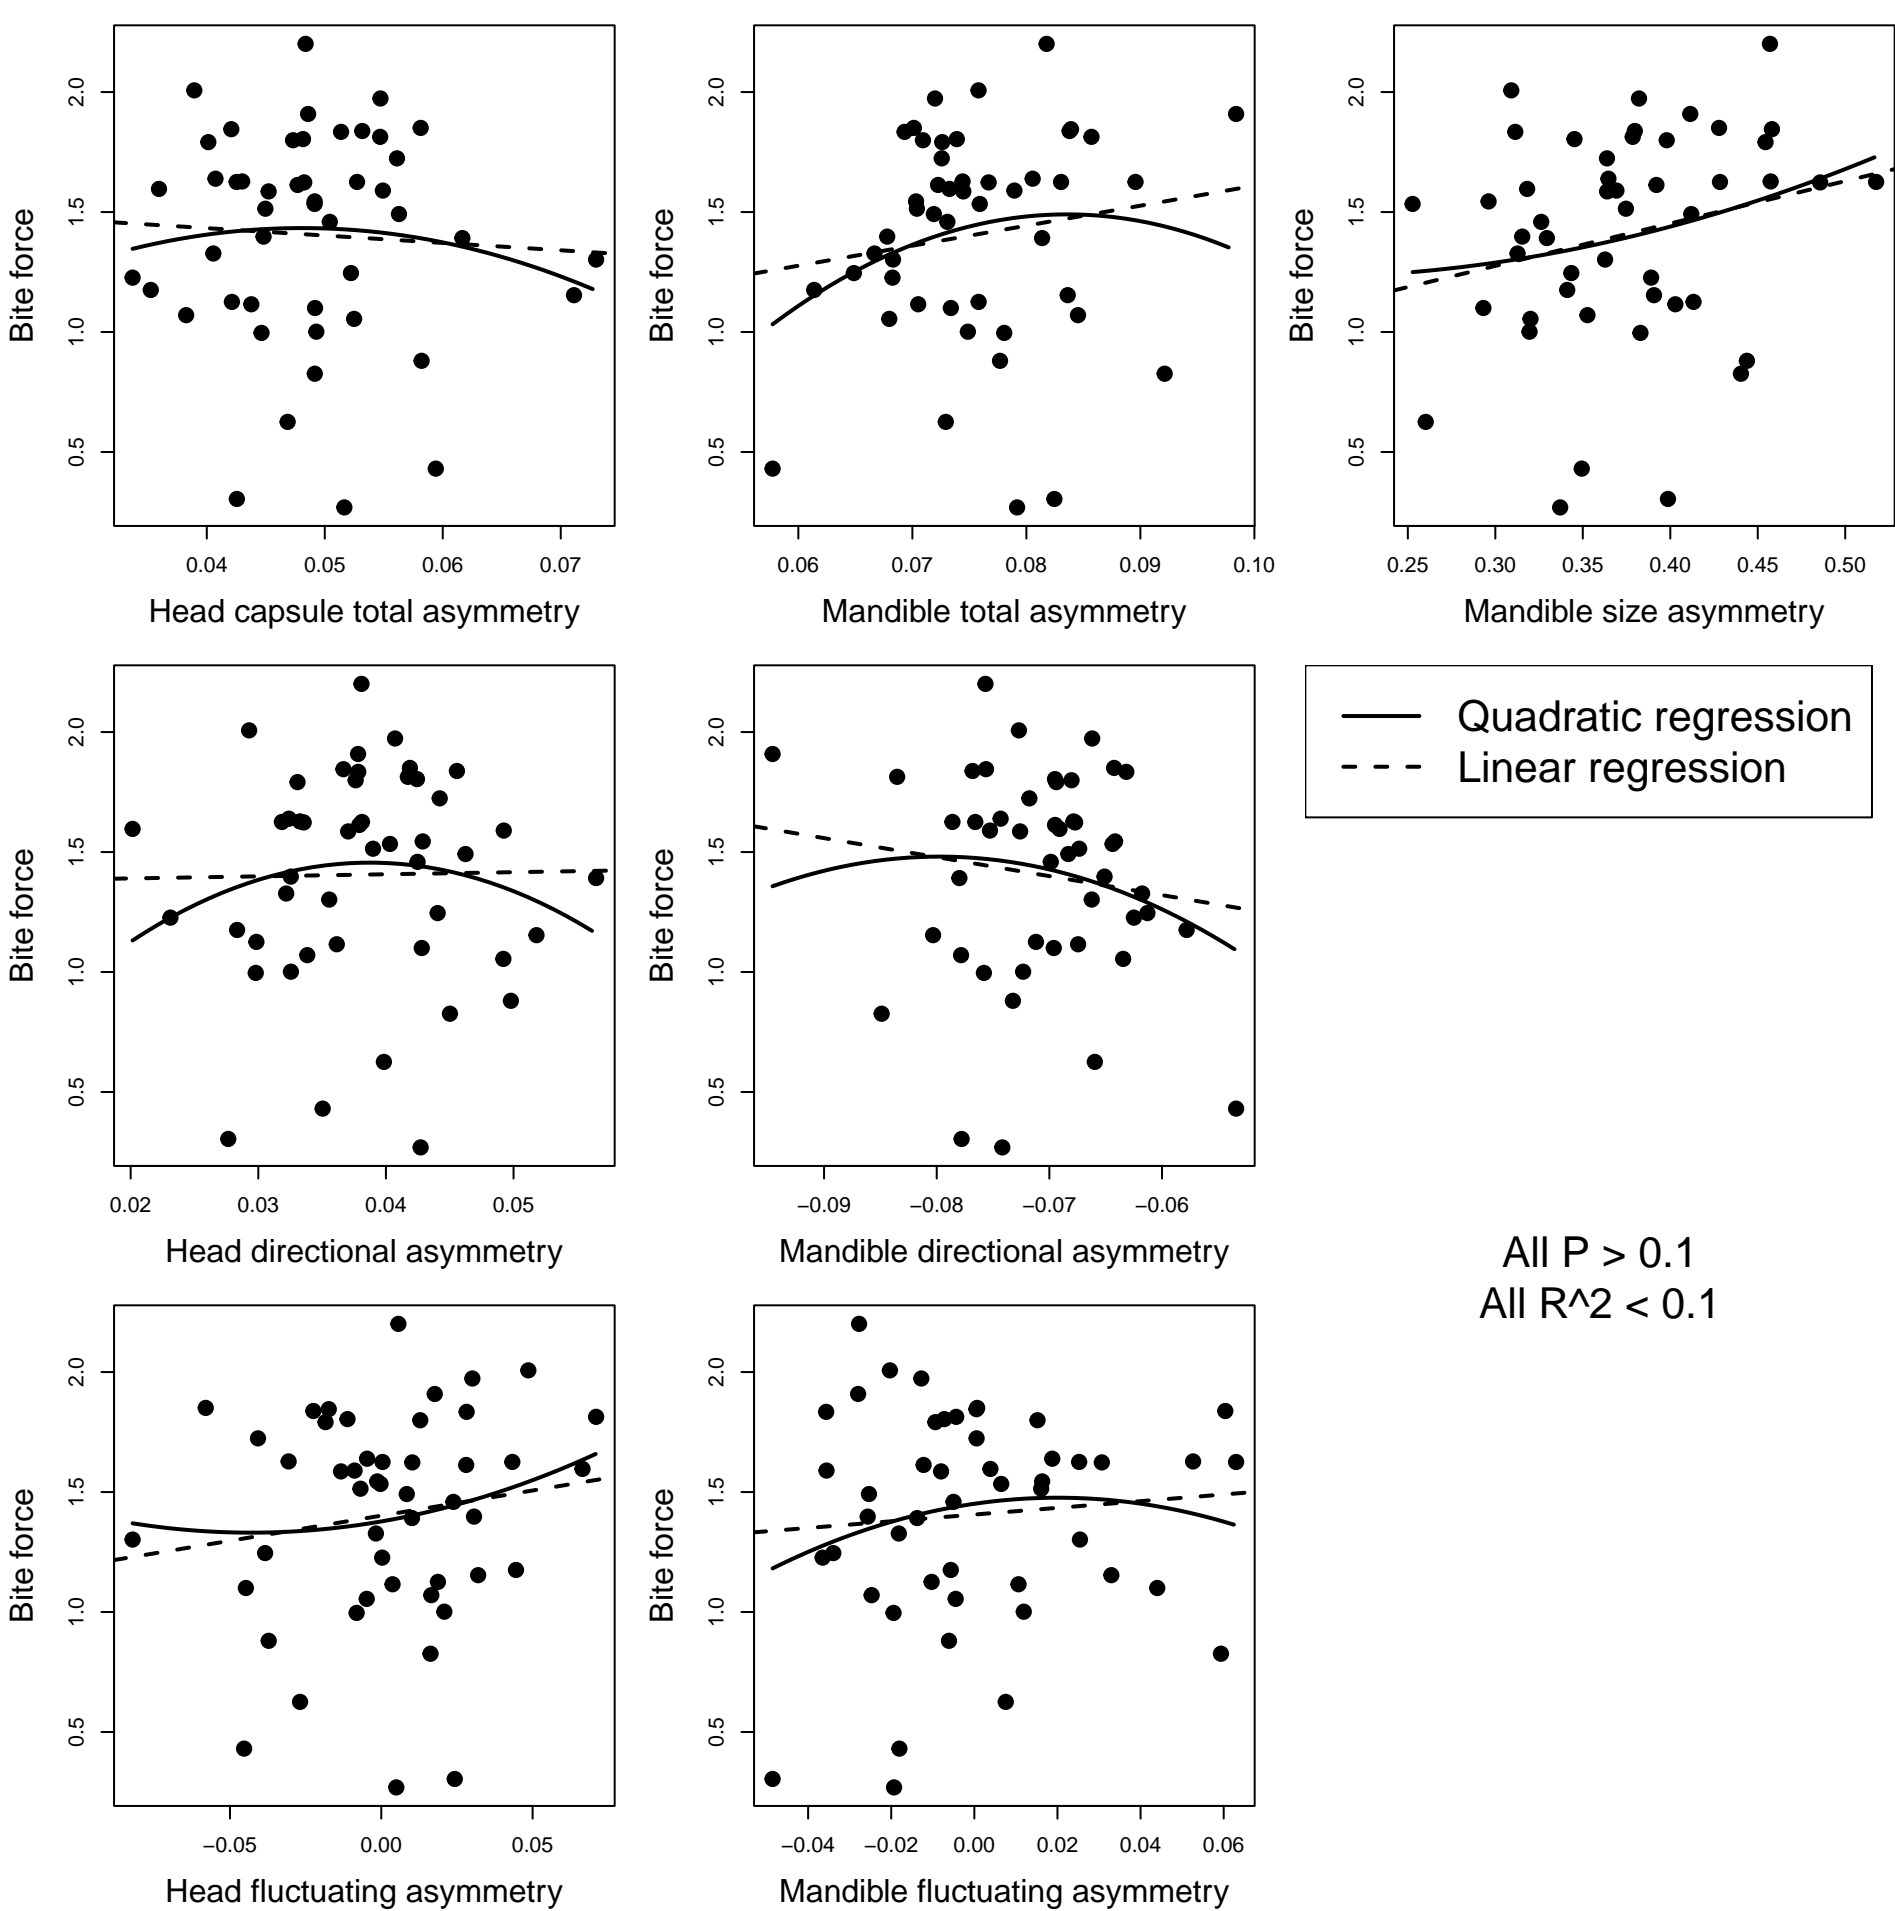 2.0
1.5
1.0
0.5
Bite force
0.04 0.05 0.06 0.07
Head capsule total asymmetry
2.0
1.5
1.0
0.5
Bite force
0.06 0.07 0.08 0.09 0.10
Mandible total asymmetry
2.0
1.5
1.0
0.5
Bite force
0.25 0.30 0.35 0.40 0.45 0.50
Mandible size asymmetry
2.0
1.5
1.0
0.5
Bite force
0.02 0.03 0.04 0.05
Head directional asymmetry
2.0
1.5
1.0
0.5
Bite force
−0.09 −0.08 −0.07 −0.06
Mandible directional asymmetry
Quadratic regression
Linear regression
All P > 0.1
All R^2 < 0.1
2.0
1.5
1.0
0.5
Bite force
−0.05 0.00 0.05
Head fluctuating asymmetry
2.0
1.5
1.0
0.5
Bite force
−0.04 −0.02 0.00 0.02 0.04 0.06
Mandible fluctuating asymmetry